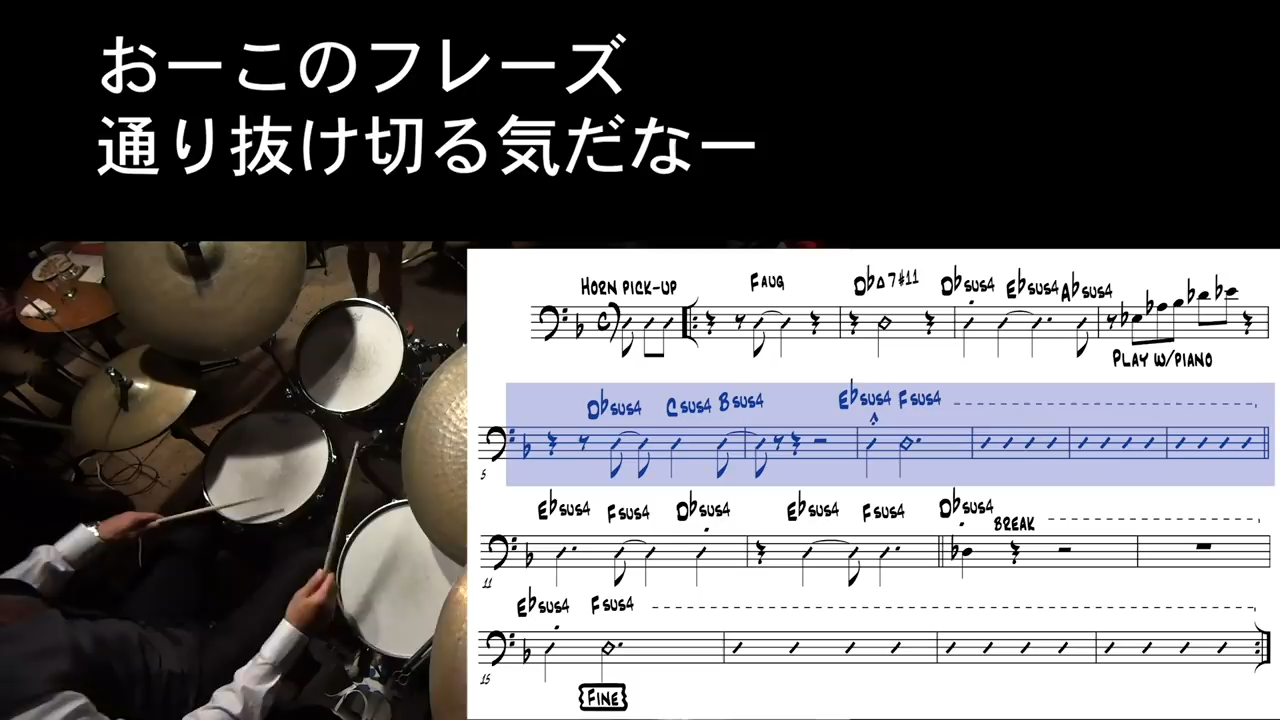 おーこのフレーズ
通り抜け切る気だなー
HORN PICK-UP FAUG D♭△7#11 D♭SUS4 E♭SUS4 A♭SUS4
PLAY W/PIANO
D♭SUS4 CSUS4 BSUS4 E♭SUS4 FSUS4
5
E♭SUS4 FSUS4 D♭SUS4 E♭SUS4 FSUS4 D♭SUS4
BREAK
11
E♭SUS4 FSUS4
15
FINE